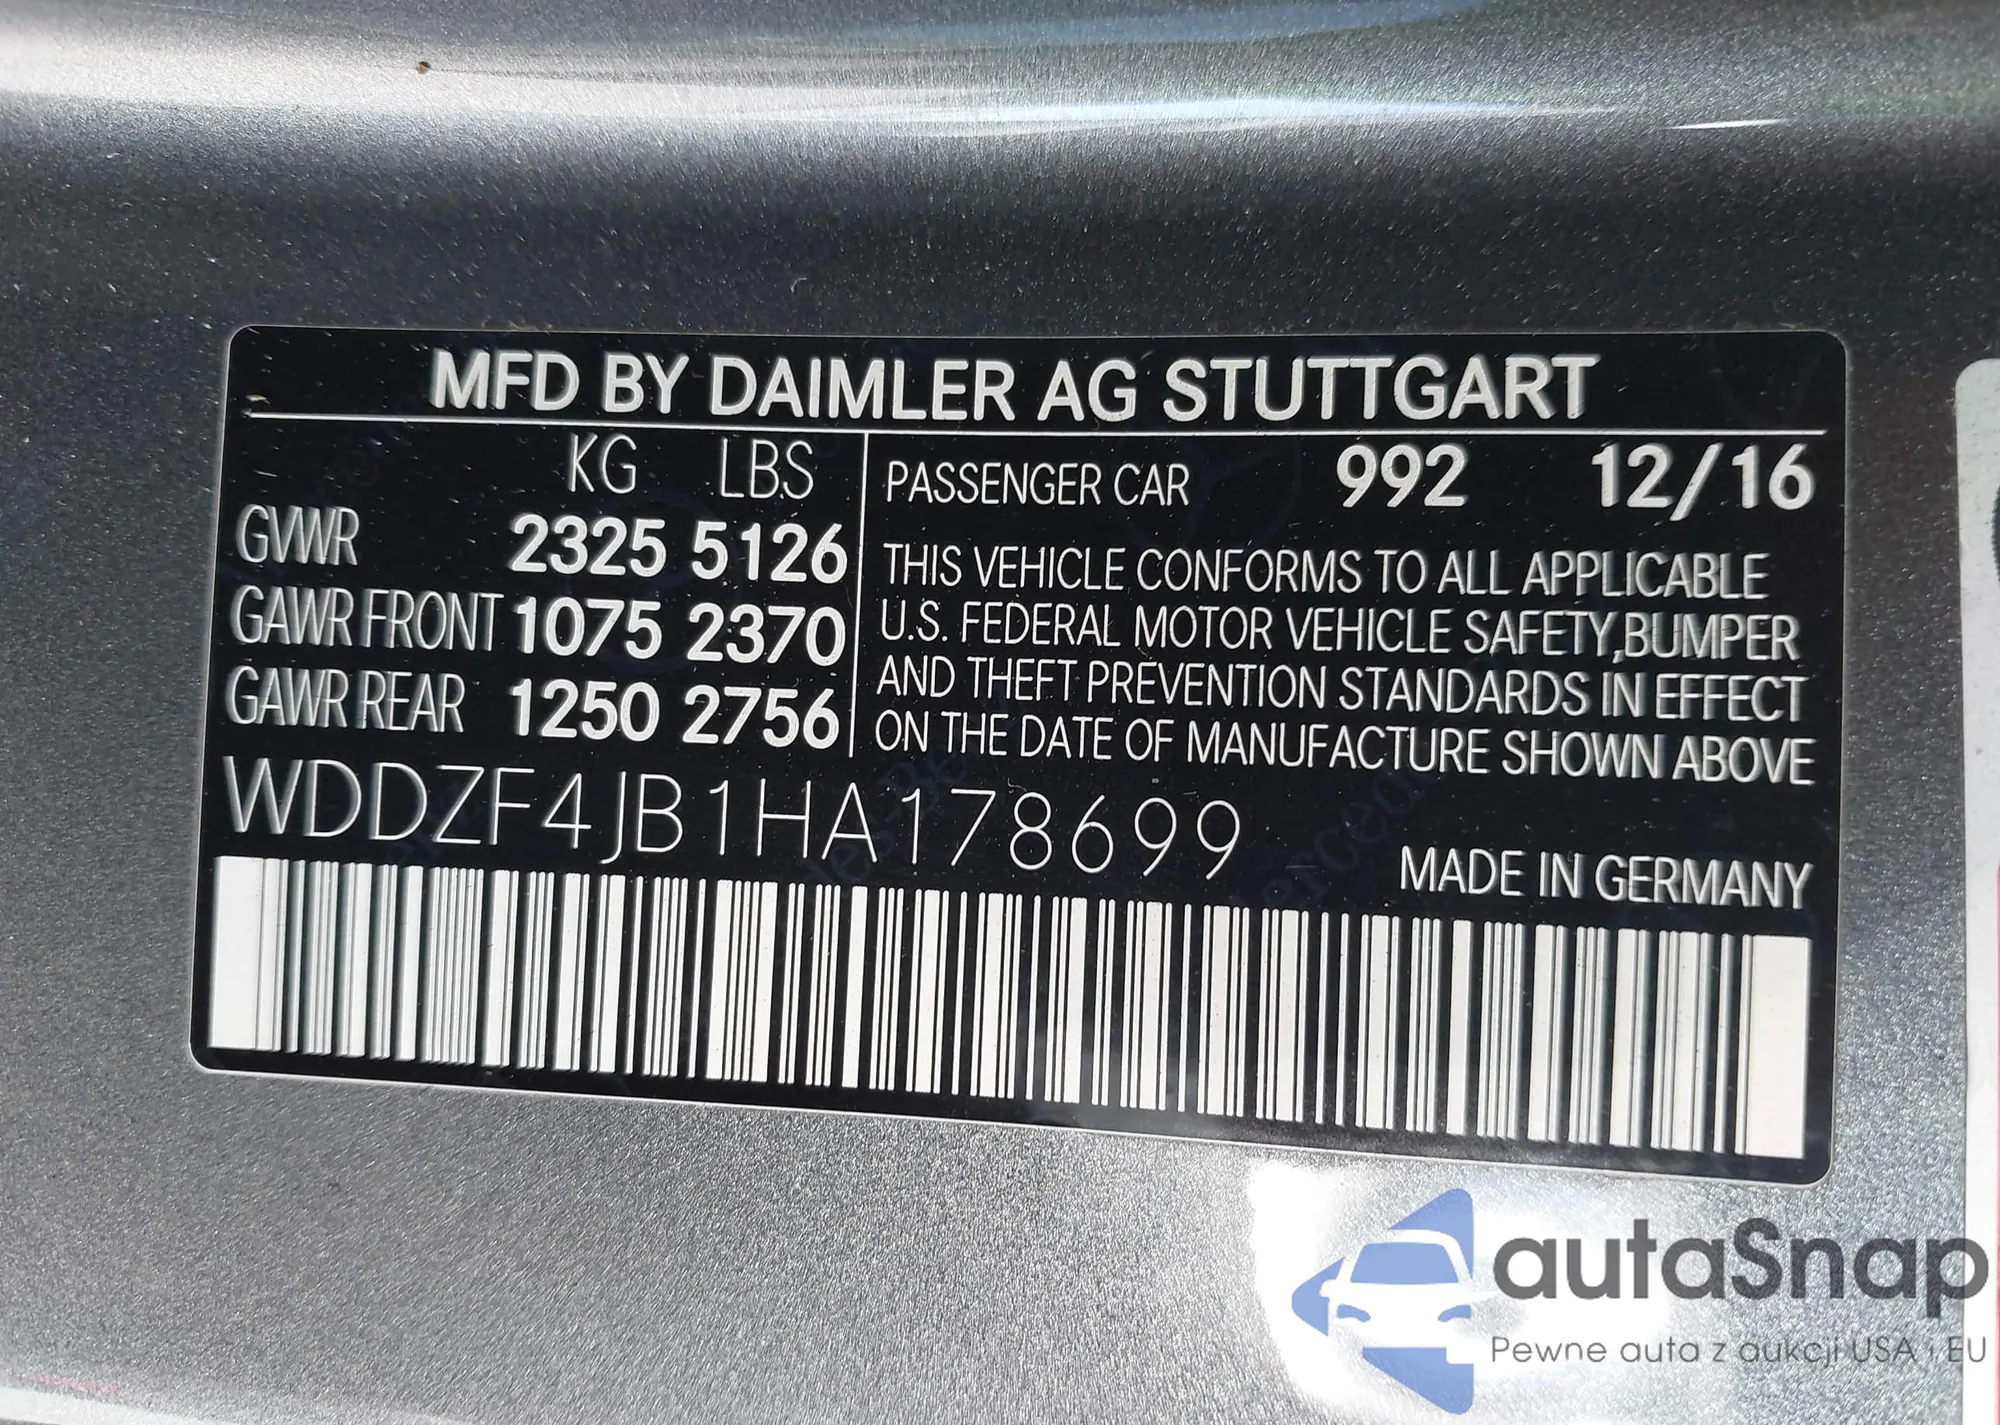 MFD BY DAIMLER AG STUTTGART
KG LBS
GVWR 2325 5126
GAWR FRONT 1075 2370
GAWR REAR 1250 2756
PASSENGER CAR 992 12/16
THIS VEHICLE CONFORMS TO ALL APPLICABLE
U.S. FEDERAL MOTOR VEHICLE SAFETY,BUMPER
AND THEFT PREVENTION STANDARDS IN EFFECT
ON THE DATE OF MANUFACTURE SHOWN ABOVE
WDDZF4JB1HA178699
MADE IN GERMANY
autaSnap
Pewne auta z aukcji USA i EU